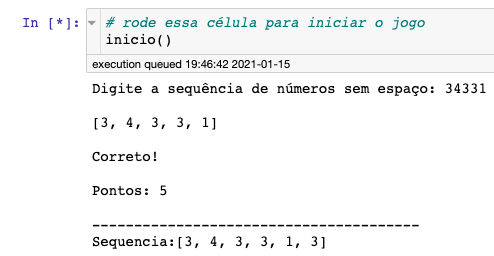 In [*]: # rode essa célula para iniciar o jogo
inicio()
execution queued 19:46:42 2021-01-15
Digite a sequência de números sem espaço: 34331
[3, 4, 3, 3, 1]
Correto!
Pontos: 5
_______________________________________
Sequencia:[3, 4, 3, 3, 1, 3]